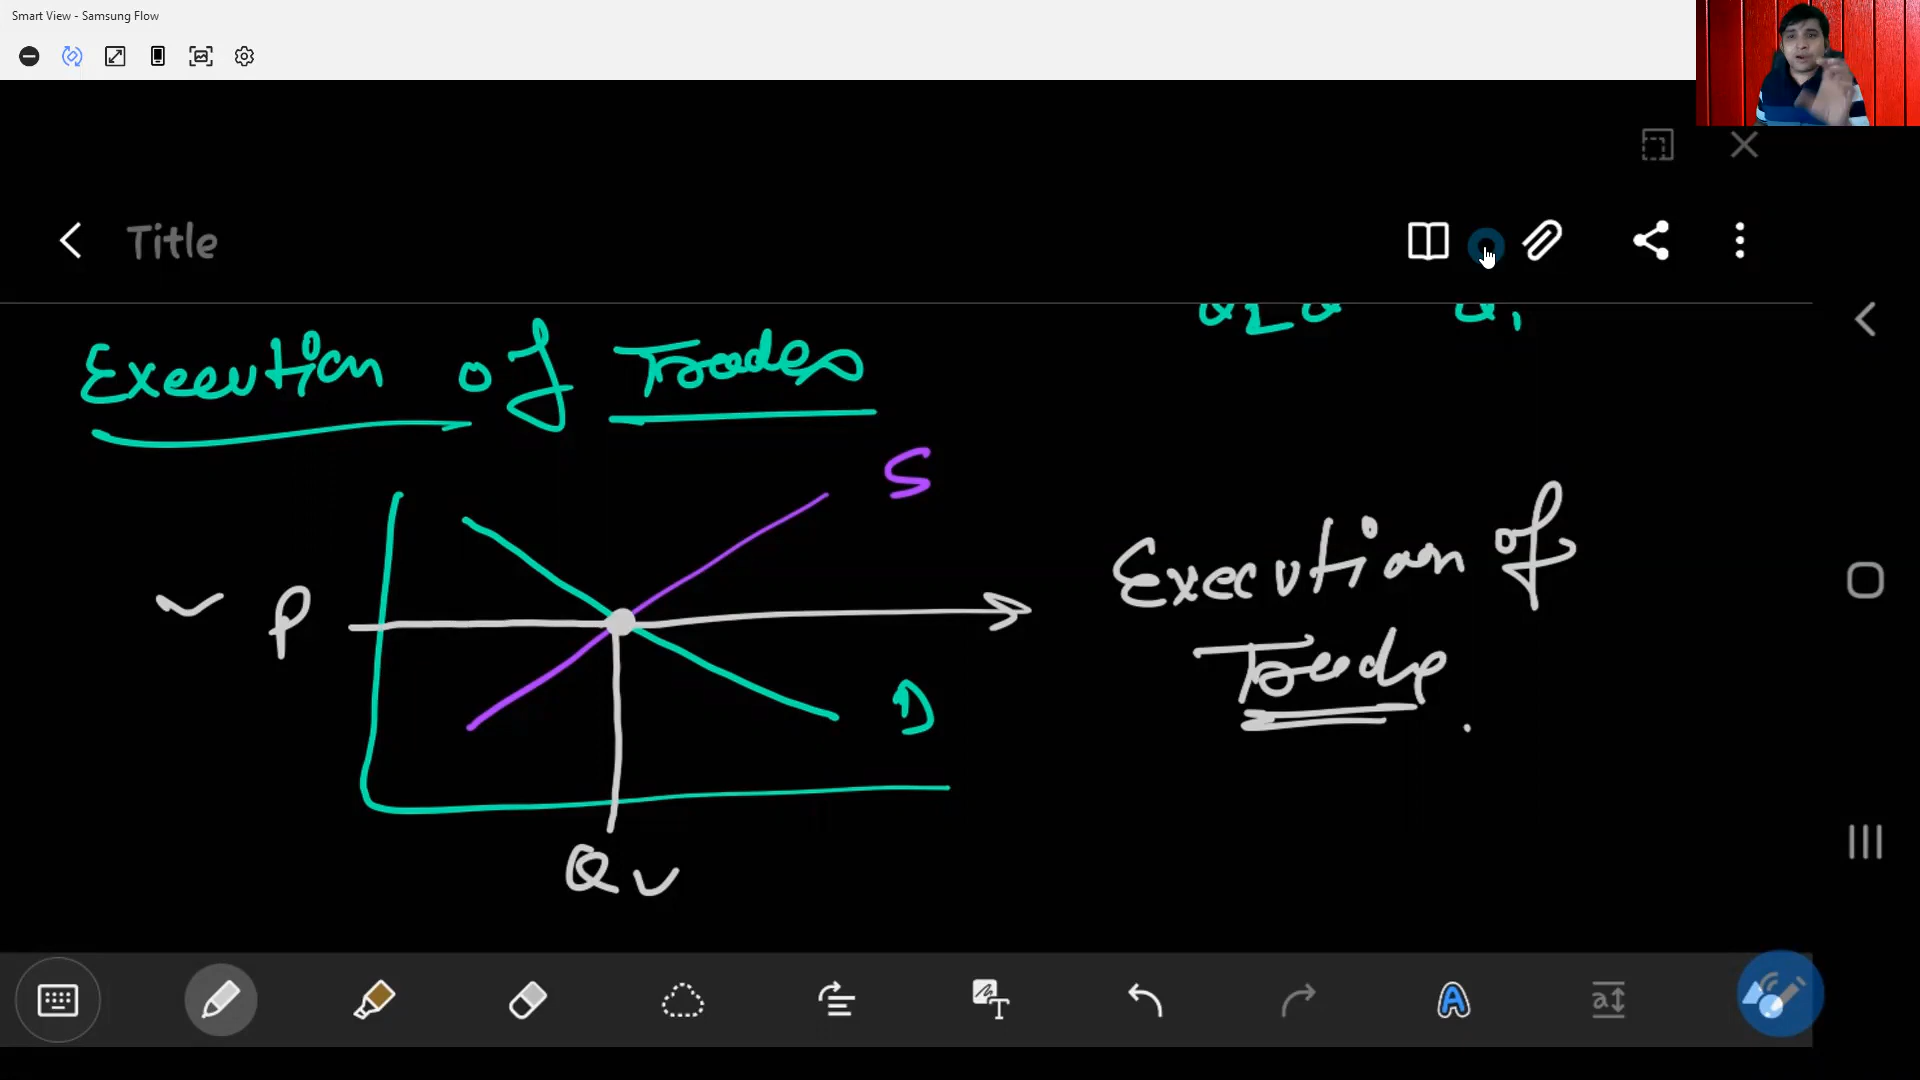 Smart View - Samsung Flow
Title
Execution of Trades
S
P
Execution of
Trade
D
Q